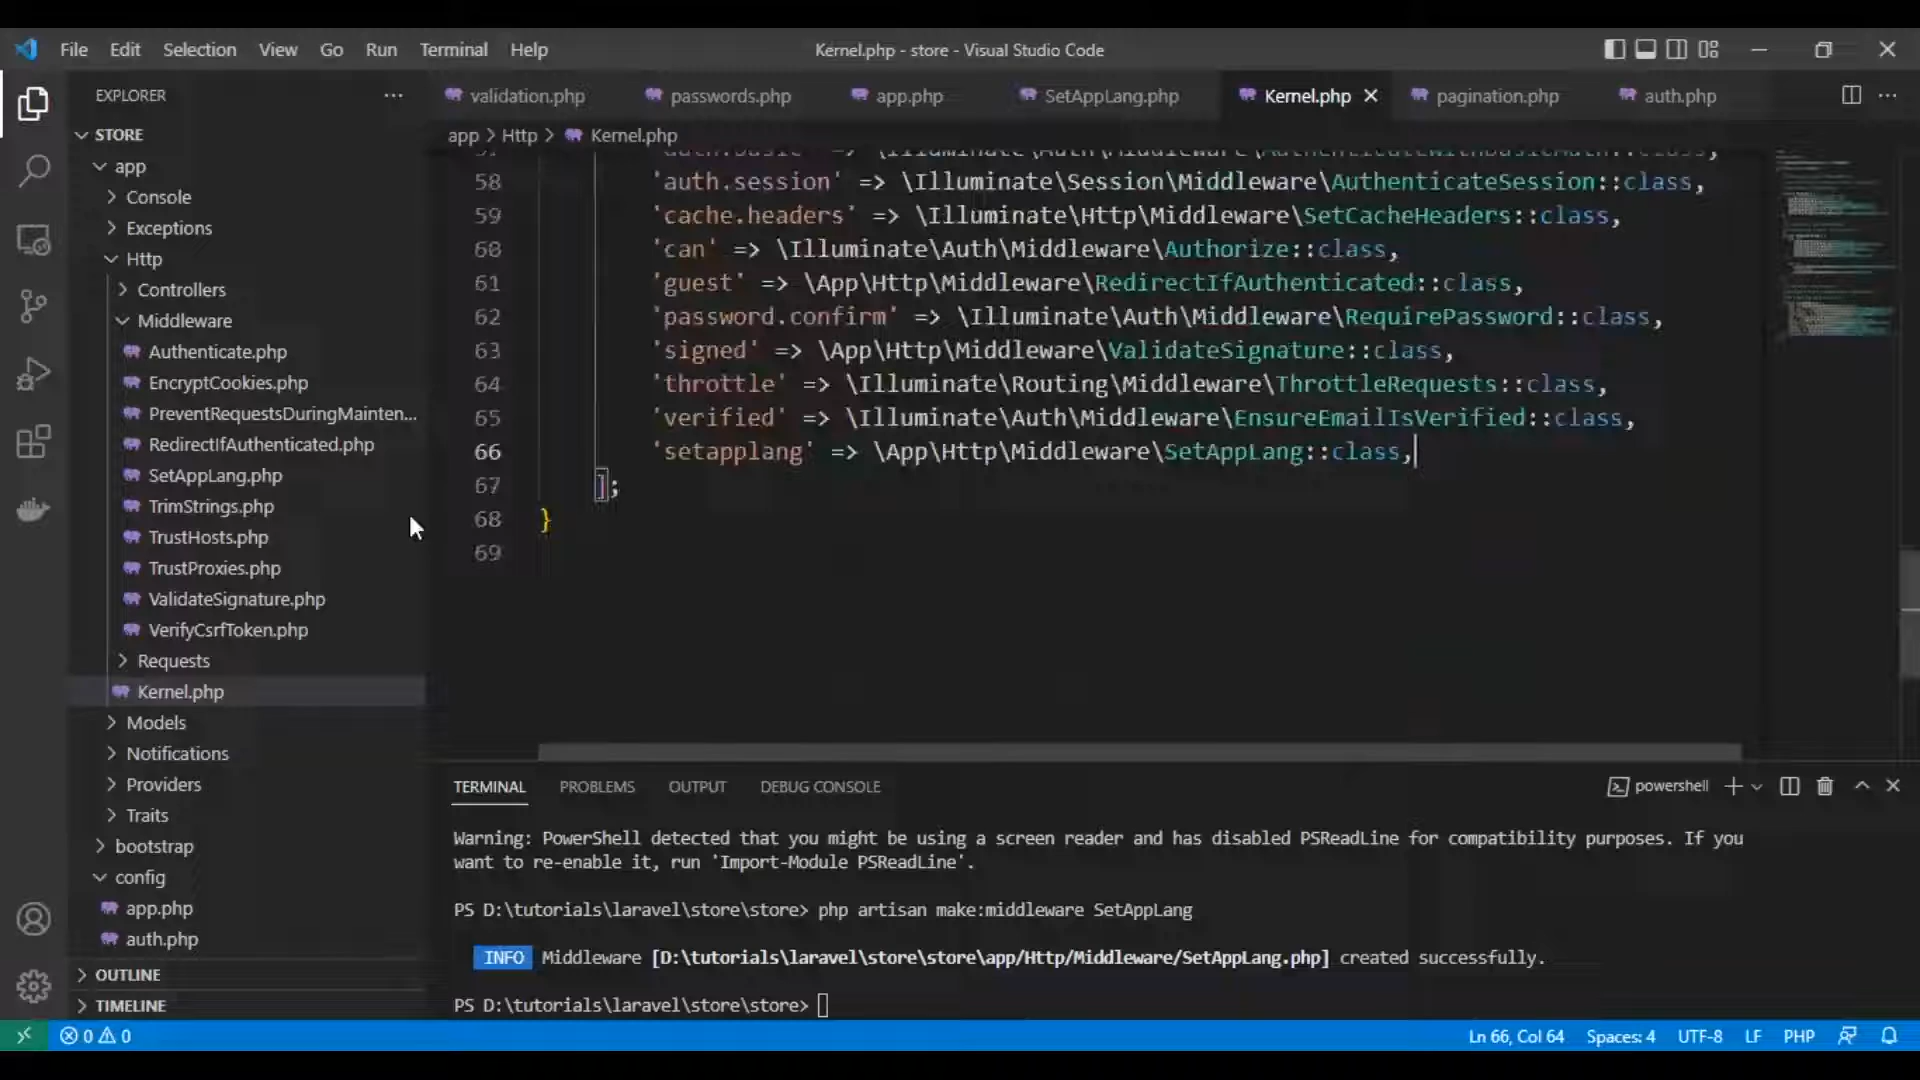 File Edit Selection View Go Run Terminal Help
Kernel.php - store - Visual Studio Code
EXPLORER
STORE
app
Console
Exceptions
Http
Controllers
Middleware
Authenticate.php
EncryptCookies.php
PreventRequestsDuringMainten...
RedirectIfAuthenticated.php
SetAppLang.php
TrimStrings.php
TrustHosts.php
TrustProxies.php
ValidateSignature.php
VerifyCsrfToken.php
Requests
Kernel.php
Models
Notifications
Providers
Traits
bootstrap
config
app.php
auth.php
OUTLINE
TIMELINE
validation.php passwords.php app.php SetAppLang.php Kernel.php pagination.php auth.php
app > Http > Kernel.php
57 'auth.basic' => \Illuminate\Auth\Middleware\AuthenticateWithBasicAuth::class,
58 'auth.session' => \Illuminate\Session\Middleware\AuthenticateSession::class,
59 'cache.headers' => \Illuminate\Http\Middleware\SetCacheHeaders::class,
60 'can' => \Illuminate\Auth\Middleware\Authorize::class,
61 'guest' => \App\Http\Middleware\RedirectIfAuthenticated::class,
62 'password.confirm' => \Illuminate\Auth\Middleware\RequirePassword::class,
63 'signed' => \App\Http\Middleware\ValidateSignature::class,
64 'throttle' => \Illuminate\Routing\Middleware\ThrottleRequests::class,
65 'verified' => \Illuminate\Auth\Middleware\EnsureEmailIsVerified::class,
66 'setapplang' => \App\Http\Middleware\SetAppLang::class,
67 ];
68 }
69
TERMINAL PROBLEMS OUTPUT DEBUG CONSOLE
powershell
Warning: PowerShell detected that you might be using a screen reader and has disabled PSReadLine for compatibility purposes. If you
want to re-enable it, run 'Import-Module PSReadLine'.
PS D:\tutorials\laravel\store\store> php artisan make:middleware SetAppLang
INFO Middleware [D:\tutorials\laravel\store\store\app/Http/Middleware/SetAppLang.php] created successfully.
PS D:\tutorials\laravel\store\store>
0 0
Ln 66, Col 64 Spaces: 4 UTF-8 LF PHP